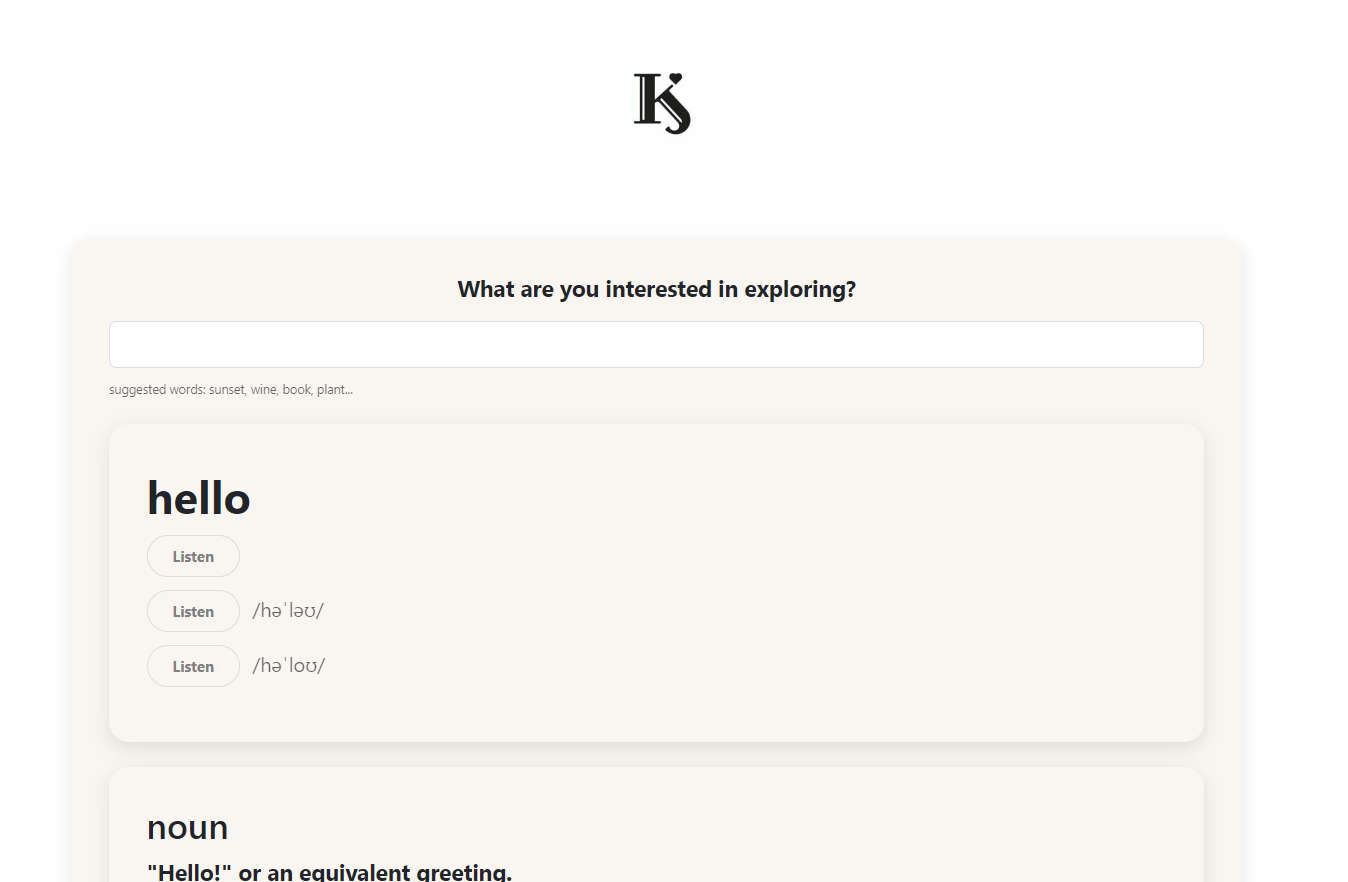 K
What are you interested in exploring?
suggested words: sunset, wine, book, plant...
hello
Listen
Listen /həˈləʊ/
Listen /həˈloʊ/
noun
"Hello!" or an equivalent greeting.